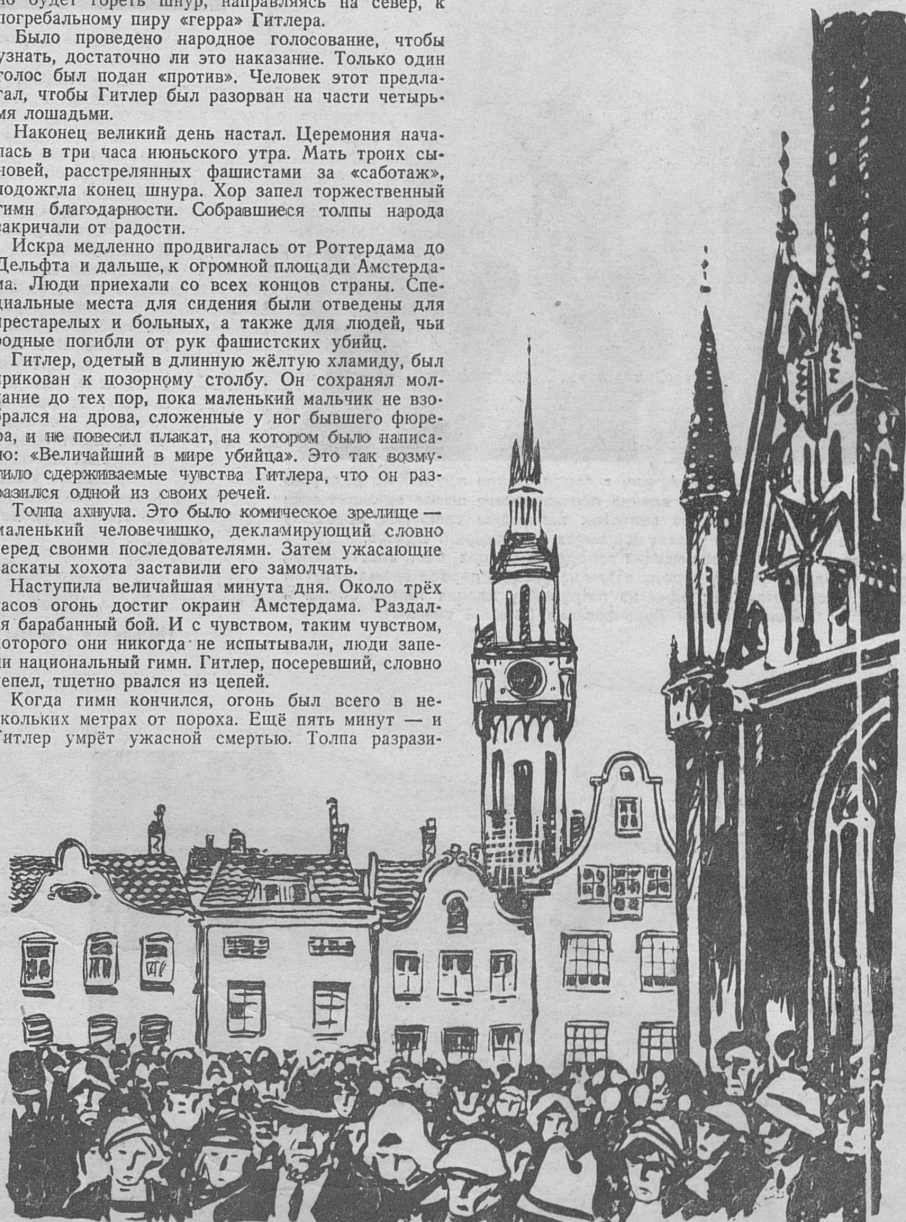 но будет гореть шнур, направляясь на север, к
погребальному пиру «герра» Гитлера.
Было проведено народное голосование, чтобы
узнать, достаточно ли это наказание. Только один
голос был подан «против». Человек этот предла-
гал, чтобы Гитлер был разорван на части четырь-
мя лошадьми.
Наконец великий день настал. Церемония нача-
лась в три часа июньского утра. Мать троих сы-
новей, расстрелянных фашистами за «саботаж»,
подожгла конец шнура. Хор запел торжественный
гимн благодарности. Собравшиеся толпы народа
закричали от радости.
Искра медленно продвигалась от Роттердама до
Дельфта и дальше, к огромной площади Амстерда-
ма. Люди приехали со всех концов страны. Спе-
циальные места для сидения были отведены для
престарелых и больных, а также для людей, чьи
родные погибли от рук фашистских убийц.
Гитлер, одетый в длинную жёлтую хламиду, был
прикован к позорному столбу. Он сохранял мол-
чание до тех пор, пока маленький мальчик не взо-
брался на дрова, сложенные у ног бывшего фюре-
ра, и не повесил плакат, на котором было написа-
но: «Величайший в мире убийца». Это так возму-
тило сдерживаемые чувства Гитлера, что он раз-
разился одной из своих речей.
Толпа ахнула. Это было комическое зрелище —
маленький человечишко, декламирующий словно
перед своими последователями. Затем ужасающие
раскаты хохота заставили его замолчать.
Наступила величайшая минута дня. Около трёх
часов огонь достиг окраин Амстердама. Раздал-
ся барабанный бой. И с чувством, таким чувством,
которого они никогда не испытывали, люди запе-
ли национальный гимн. Гитлер, посеревший, словно
пепел, тщетно рвался из цепей.
Когда гимн кончился, огонь был всего в не-
скольких метрах от пороха. Ещё пять минут — и
Гитлер умрёт ужасной смертью. Толпа разрази-